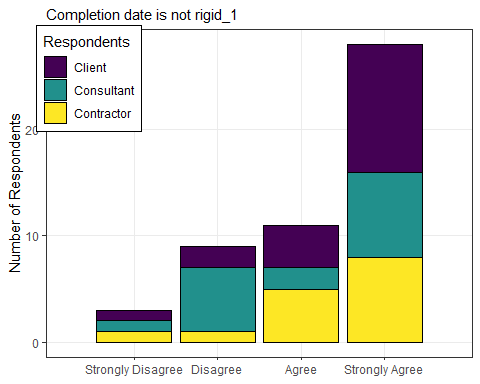 Completion date is not rigid_1
Respondents
Client
Consultant
Contractor
Number of Respondents
20
10
0
Strongly Disagree
Disagree
Agree
Strongly Agree